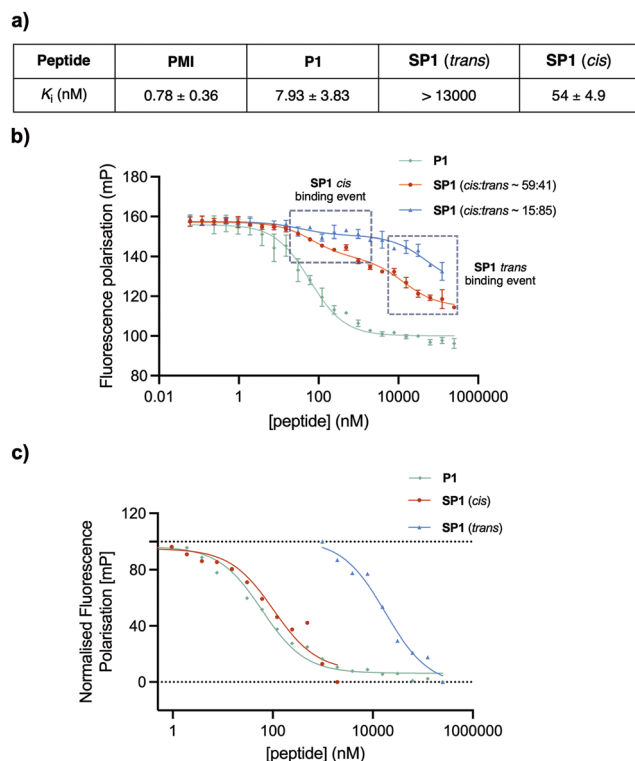 a)
Peptide PMI P1 SP1 (trans) SP1 (cis)
Ki (nM) 0.78 ± 0.36 7.93 ± 3.83 > 13000 54 ± 4.9
b)
P1
SP1 (cis:trans ~ 59:41)
SP1 (cis:trans ~ 15:85)
SP1 cis
binding event
SP1 trans
binding event
Fluorescence polarisation (mP)
180
160
140
120
100
80
0.01 1 100 10000 1000000
[peptide] (nM)
c)
P1
SP1 (cis)
SP1 (trans)
Normalised Fluorescence
Polarisation [mP]
120
80
40
0
1 100 10000 1000000
[peptide] (nM)